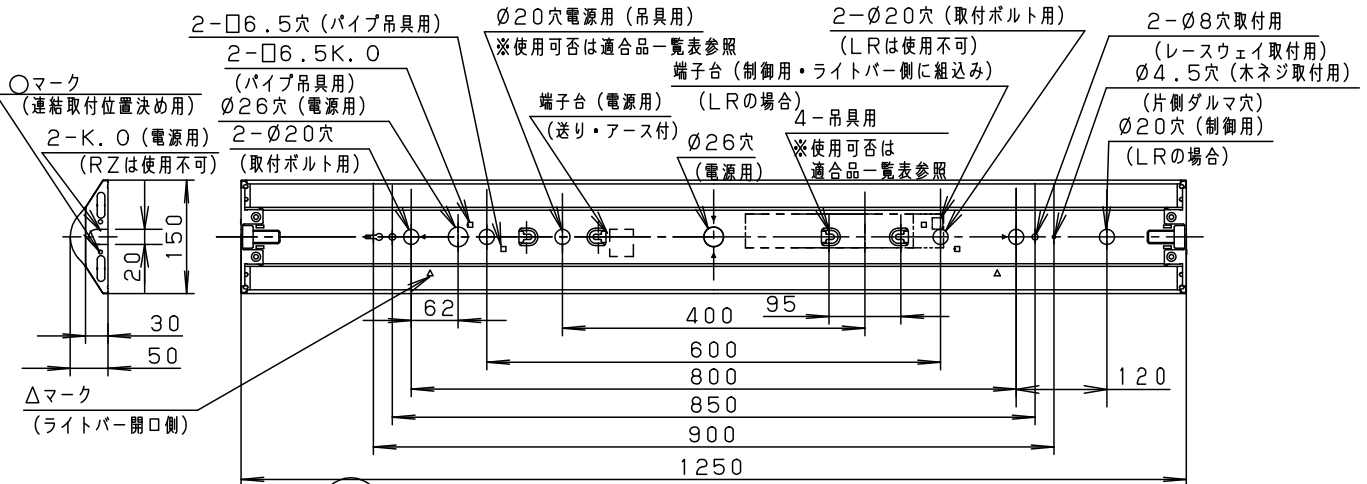 2-□6.5穴(パイプ吊具用)
2-□6.5K.O
(パイプ吊具用)
Ø26穴(電源用)
2-Ø20穴
(取付ボルト用)
○マーク
(連結取付位置決め用)
2-K.O(電源用)
(RZは使用不可)
Ø20穴電源用(吊具用)
※使用可否は適合品一覧表参照
端子台(電源用)
(送り・アース付)
端子台(制御用・ライトバー側に組込み)
(LRの場合)
Ø26穴
(電源用)
4-吊具用
※使用可否は
適合品一覧表参照
2-Ø20穴(取付ボルト用)
(LRは使用不可)
2-Ø8穴取付用
(レースウェイ取付用)
Ø4.5穴(木ネジ取付用)
(片側ダルマ穴)
Ø20穴(制御用)
(LRの場合)
20
150
30
50
△マーク
(ライトバー開口側)
62
400
95
600
800
120
850
900
1250